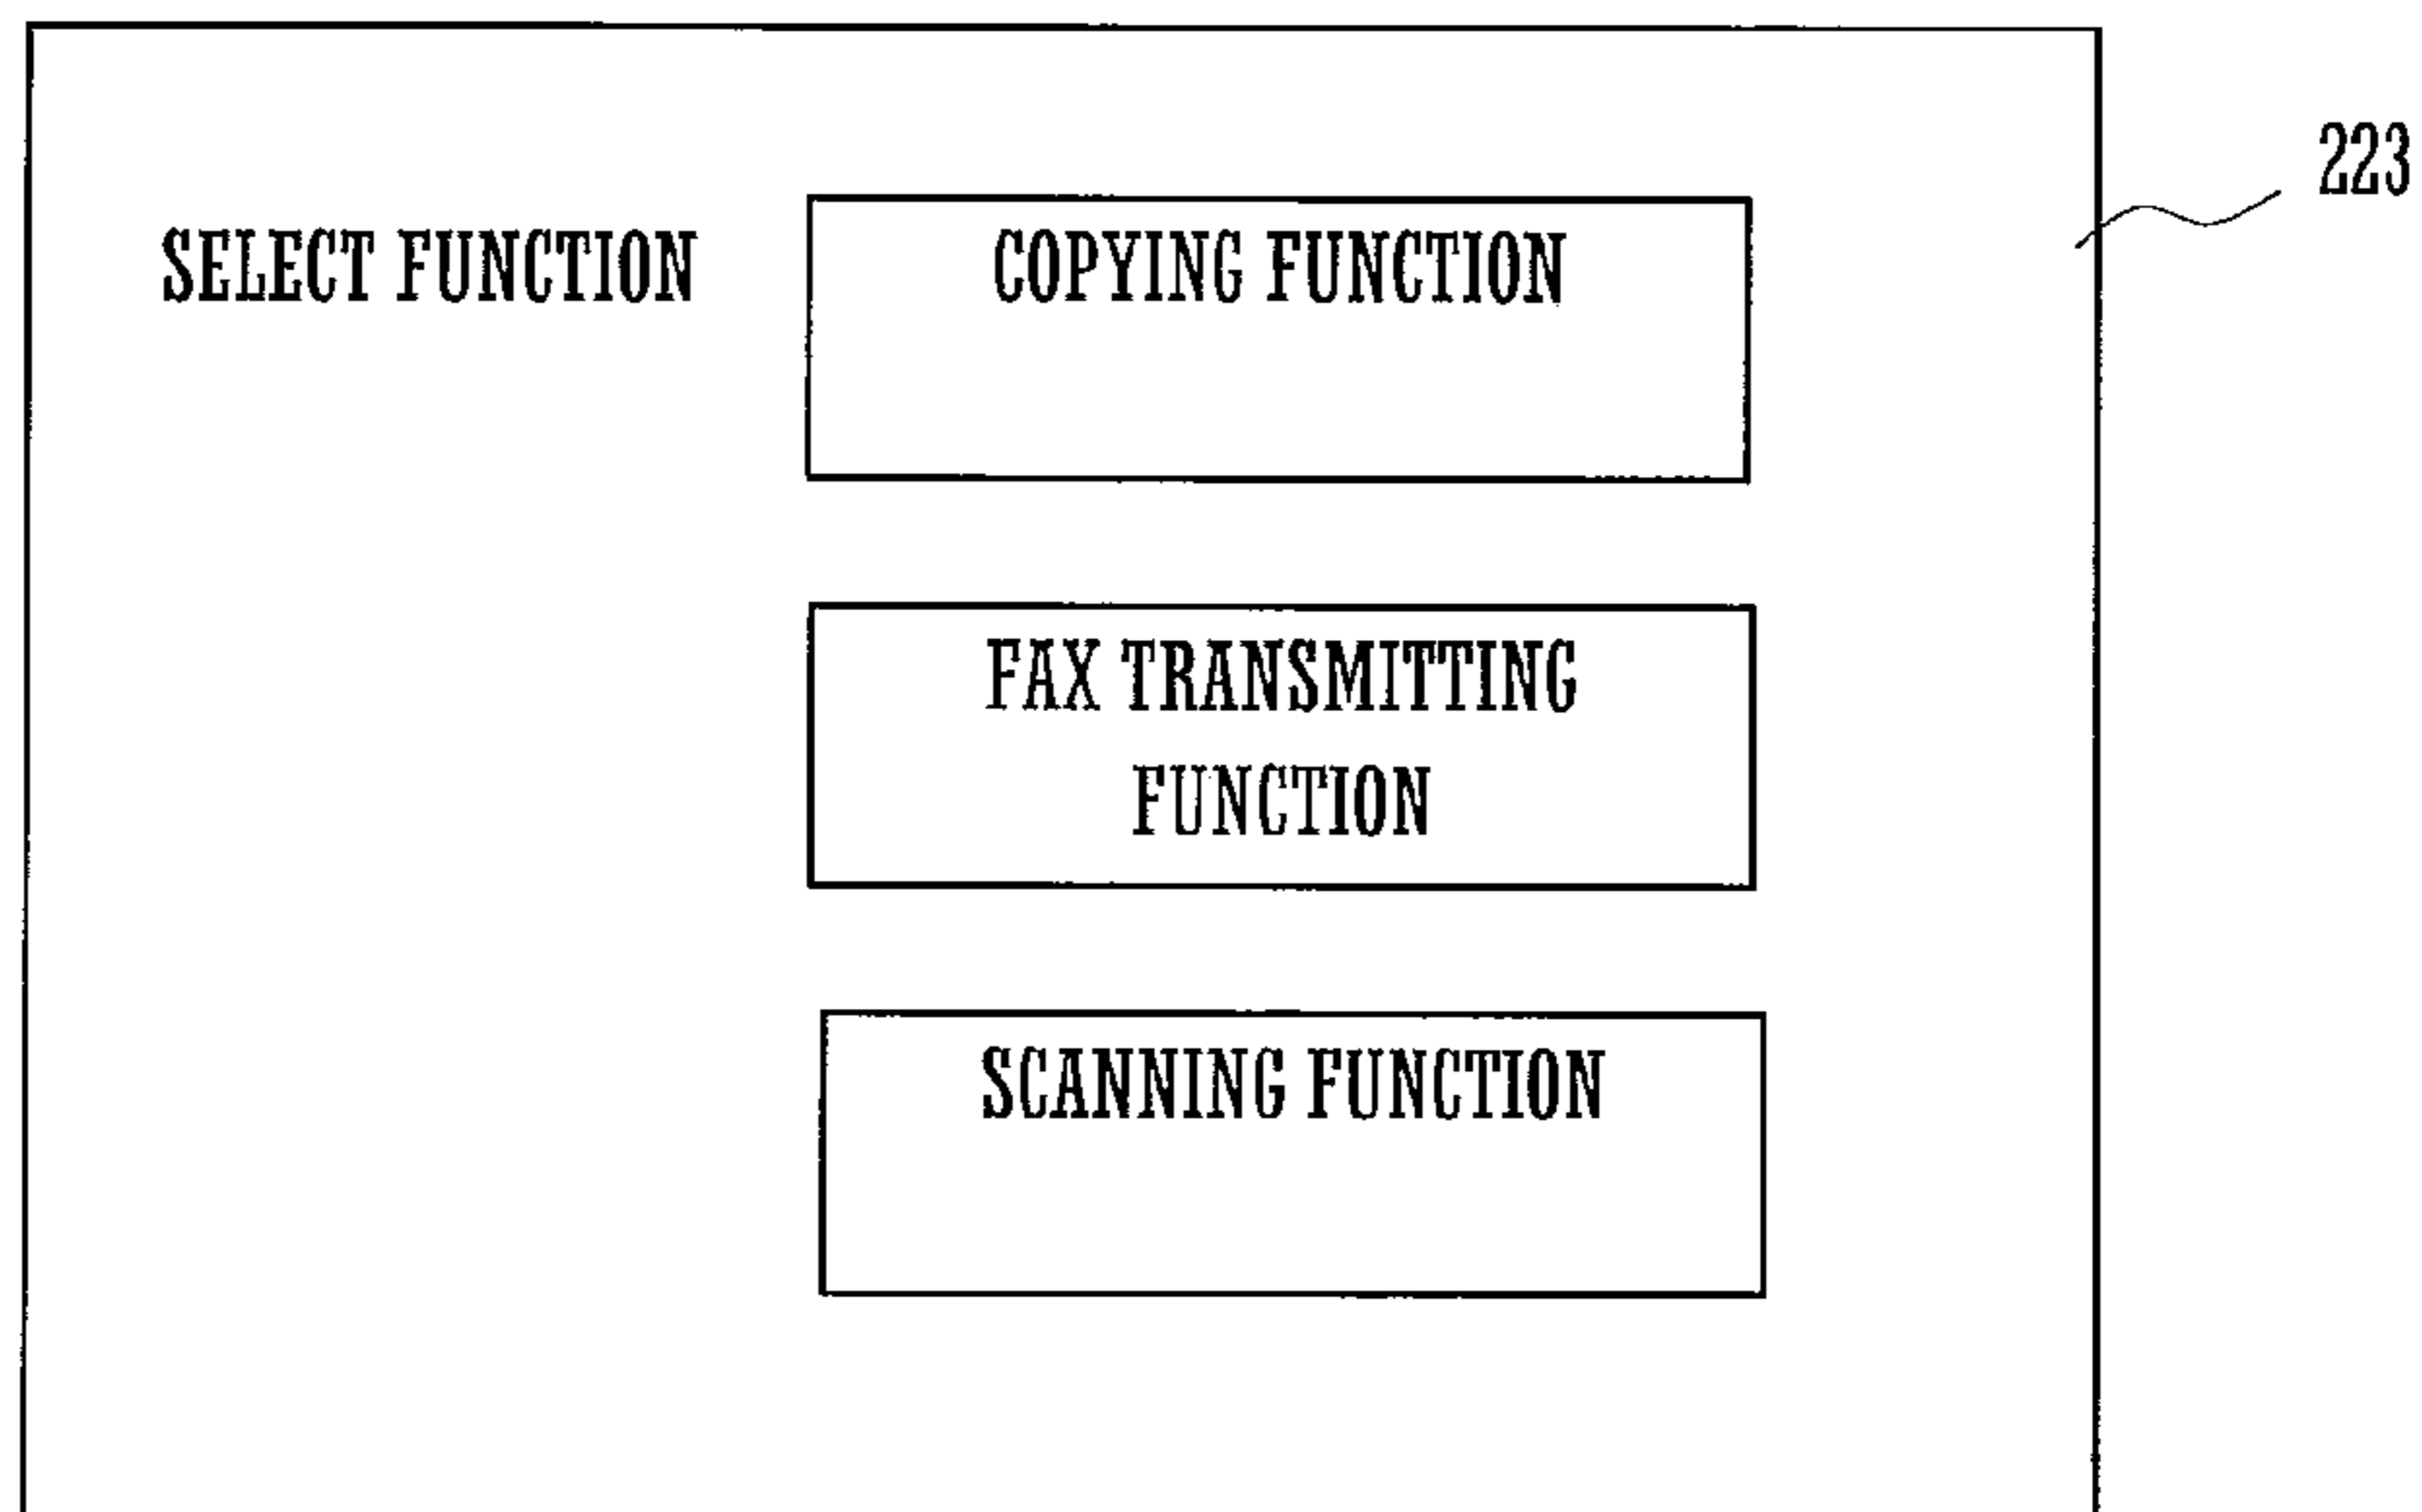 223
SELECT FUNCTION
COPYING FUNCTION
FAX TRANSMITTING
FUNCTION
SCANNING FUNCTION